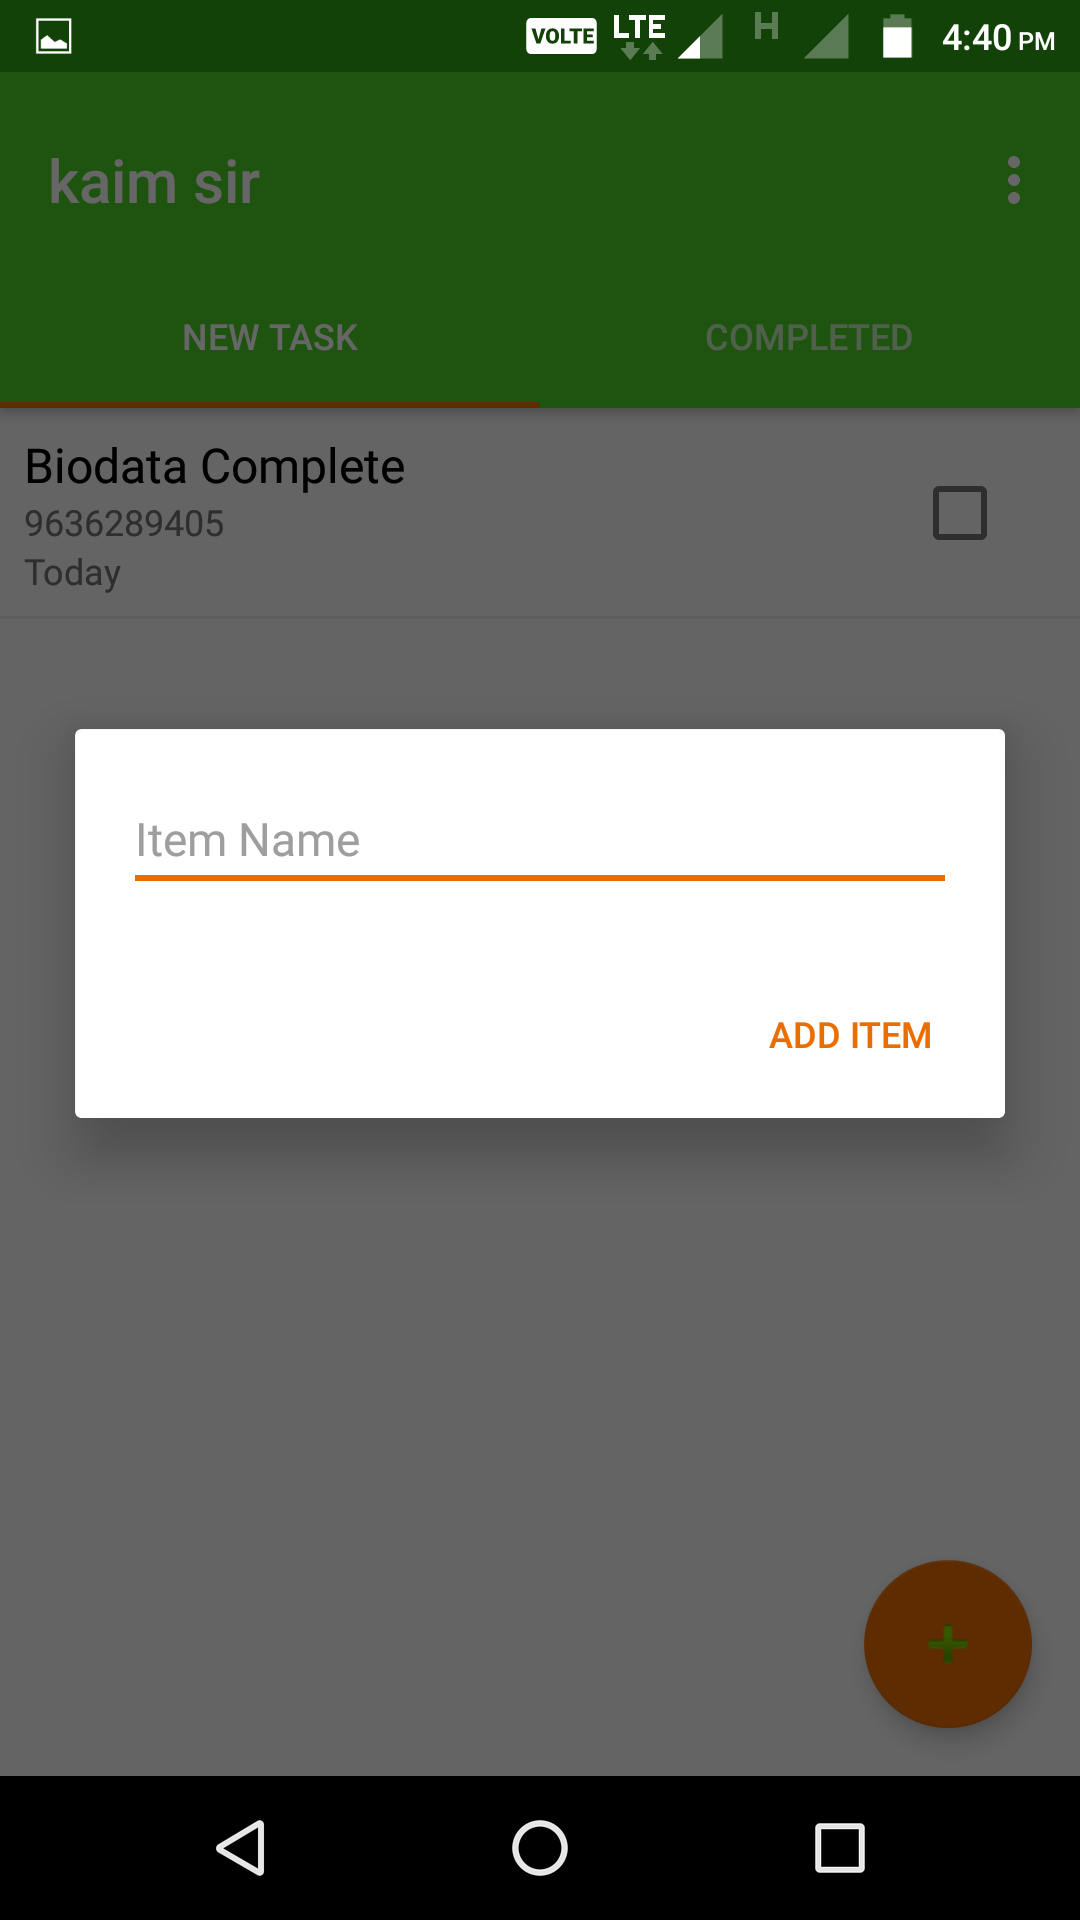 VOLTE LTE H 4:40 PM
kaim sir
NEW TASK COMPLETED
Biodata Complete
9636289405
Today
Item Name
ADD ITEM